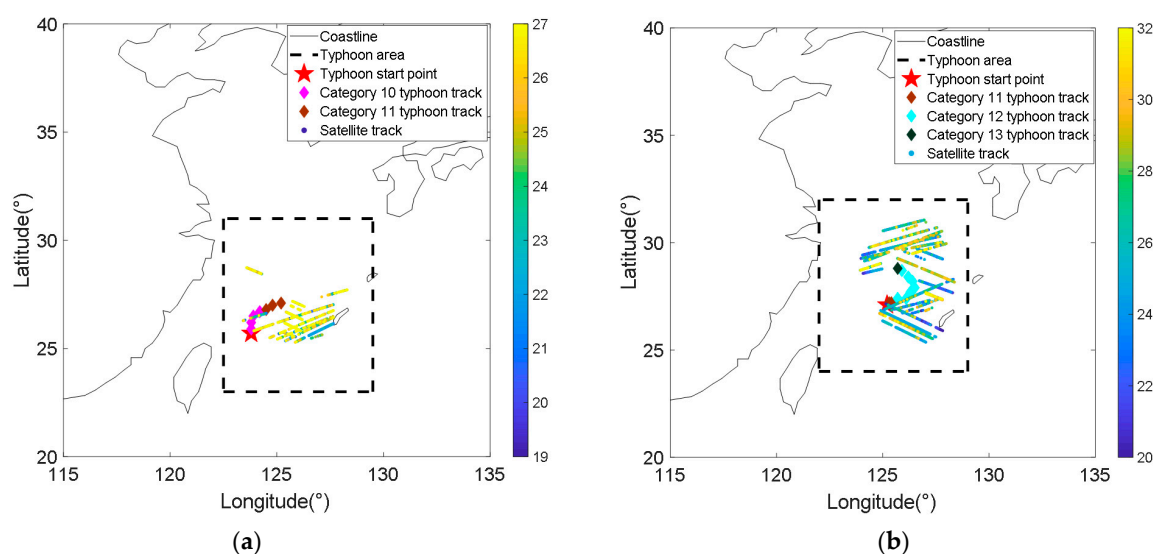 40
35
30
25
20
Latitude(°)
115
120
125
130
135
Longitude(°)
Coastline
Typhoon area
Typhoon start point
Category 10 typhoon track
Category 11 typhoon track
Satellite track
27
26
25
24
23
22
21
20
19
(a)
40
35
30
25
20
Latitude(°)
115
120
125
130
135
Longitude(°)
Coastline
Typhoon area
Typhoon start point
Category 11 typhoon track
Category 12 typhoon track
Category 13 typhoon track
Satellite track
32
30
28
26
24
22
20
(b)